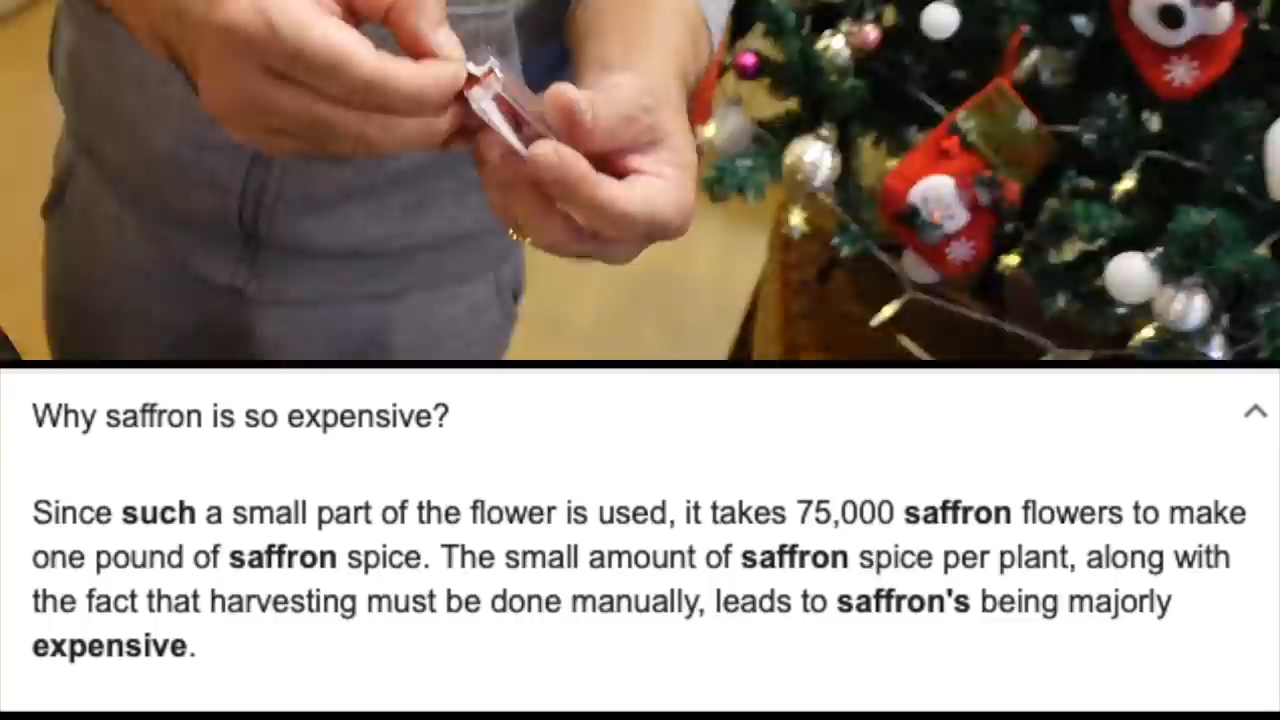 Why saffron is so expensive?
Since such a small part of the flower is used, it takes 75,000 saffron flowers to make
one pound of saffron spice. The small amount of saffron spice per plant, along with
the fact that harvesting must be done manually, leads to saffron's being majorly
expensive.